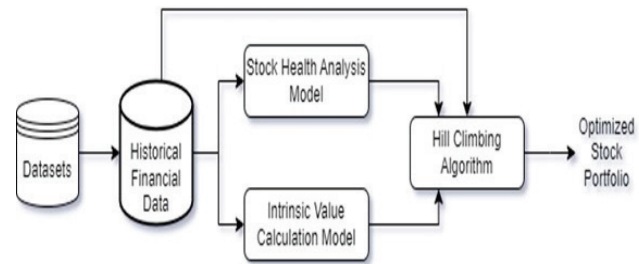 Datasets
Historical
Financial
Data
Stock Health Analysis
Model
Intrinsic Value
Calculation Model
Hill Climbing
Algorithm
Optimized
Stock
Portfolio